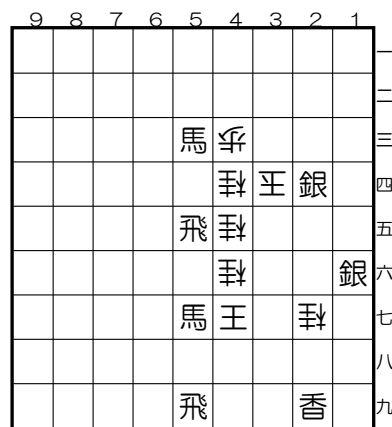 9 8 7 6 5 4 3 2 1
一
二
馬 歩 三
桂 王 銀 四
飛 桂 五
桂 銀 六
馬 王 桂 七
八
飛 香 九